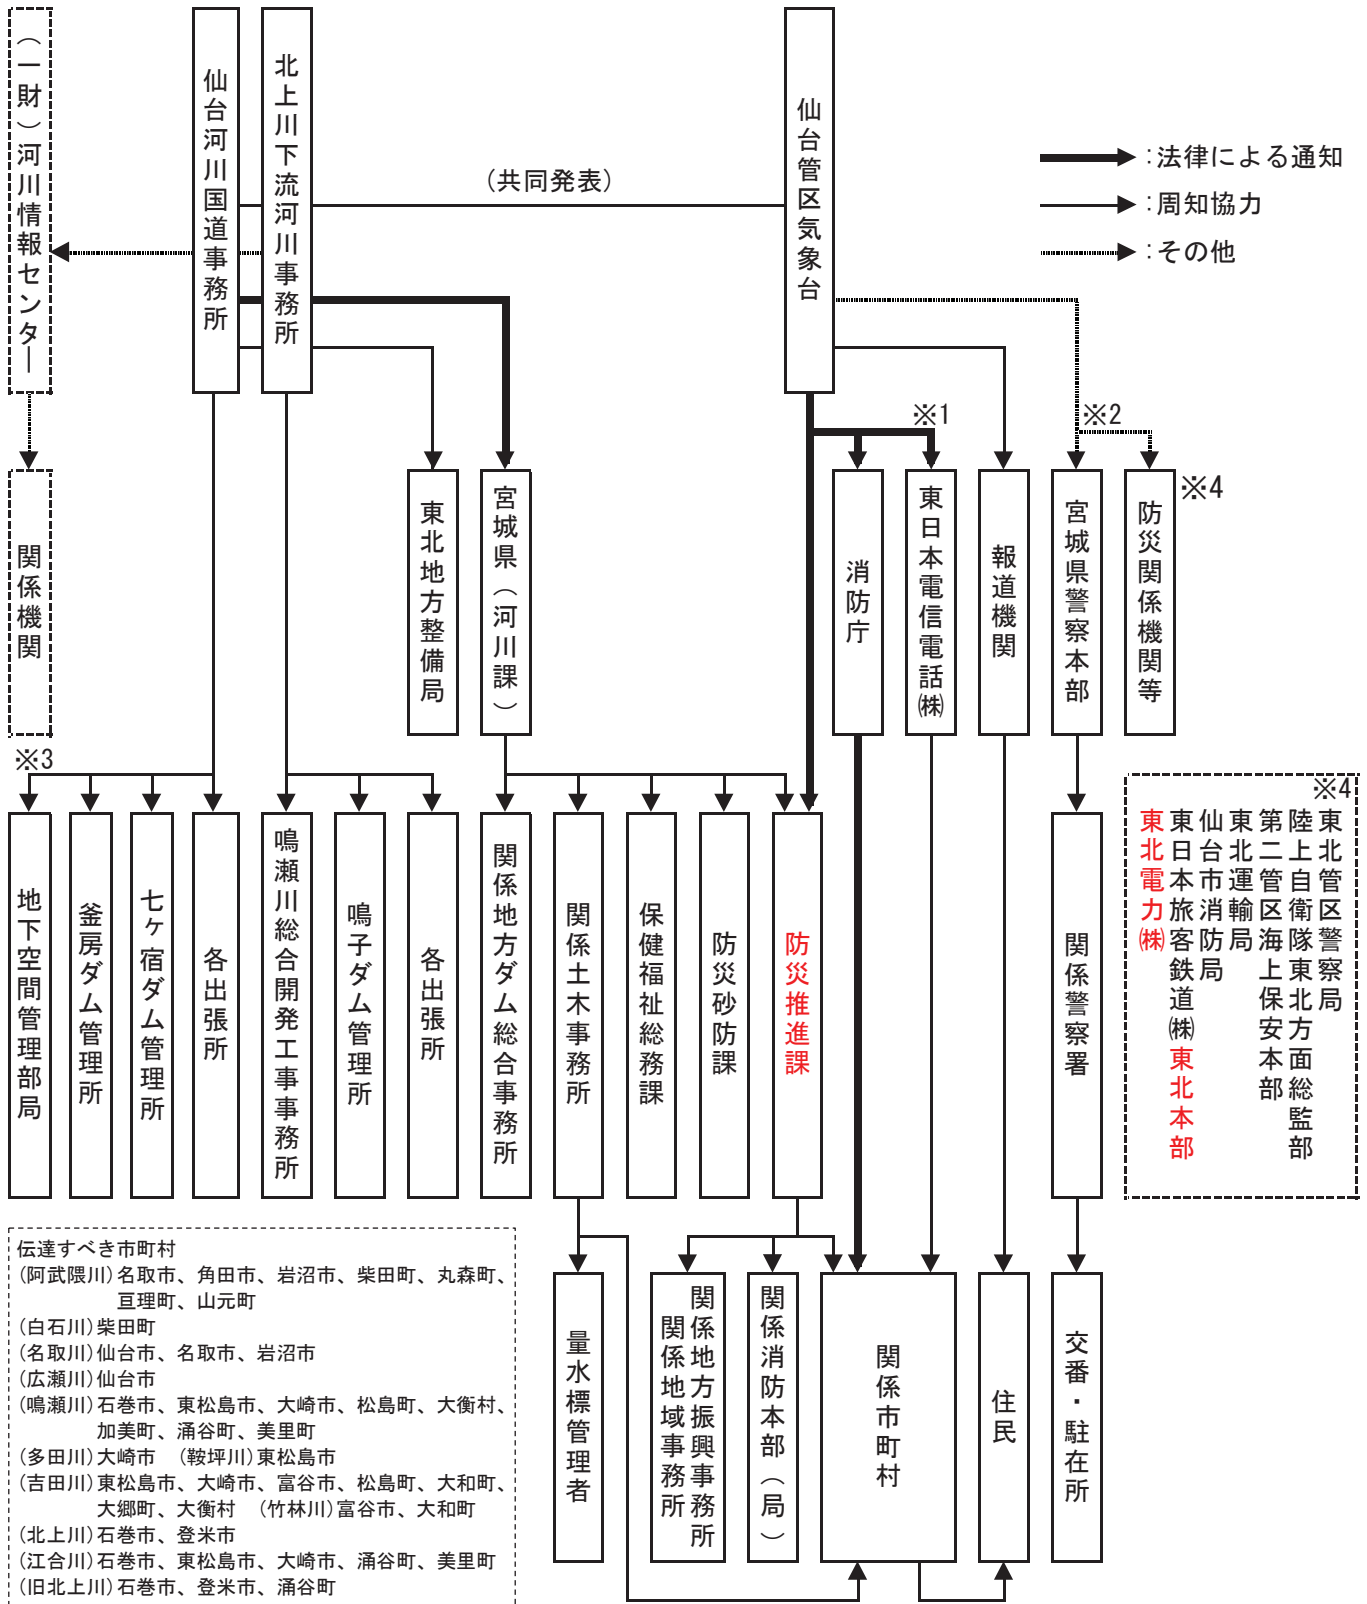 (一財)河川情報センター
仙台河川国道事務所
北上川下流河川事務所
(共同発表)
仙台管区気象台
:法律による通知
:周知協力
:その他
※1
※2
関係機関
東北地方整備局
宮城県(河川課)
消防庁
東日本電信電話㈱
報道機関
宮城県警察本部
防災関係機関等
※4
※3
地下空間管理部局
釜房ダム管理所
七ヶ宿ダム管理所
各出張所
鳴瀬川総合開発工事事務所
鳴子ダム管理所
各出張所
関係地方ダム総合事務所
関係土木事務所
保健福祉総務課
防災砂防課
防災推進課
関係警察署
※4
東北管区警察局
陸上自衛隊東北方面総監部
第二管区海上保安本部
東北運輸局
仙台市消防局
東日本旅客鉄道㈱東北本部
東北電力㈱
伝達すべき市町村
(阿武隈川)名取市、角田市、岩沼市、柴田町、丸森町、
亘理町、山元町
(白石川)柴田町
(名取川)仙台市、名取市、岩沼市
(広瀬川)仙台市
(鳴瀬川)石巻市、東松島市、大崎市、松島町、大衡村、
加美町、涌谷町、美里町
(多田川)大崎市 (鞍坪川)東松島市
(吉田川)東松島市、大崎市、富谷市、松島町、大和町、
大郷町、大衡村 (竹林川)富谷市、大和町
(北上川)石巻市、登米市
(江合川)石巻市、東松島市、大崎市、涌谷町、美里町
(旧北上川)石巻市、登米市、涌谷町
量水標管理者
関係地方振興事務所
関係地域事務所
関係消防本部(局)
関係市町村
住民
交番・駐在所